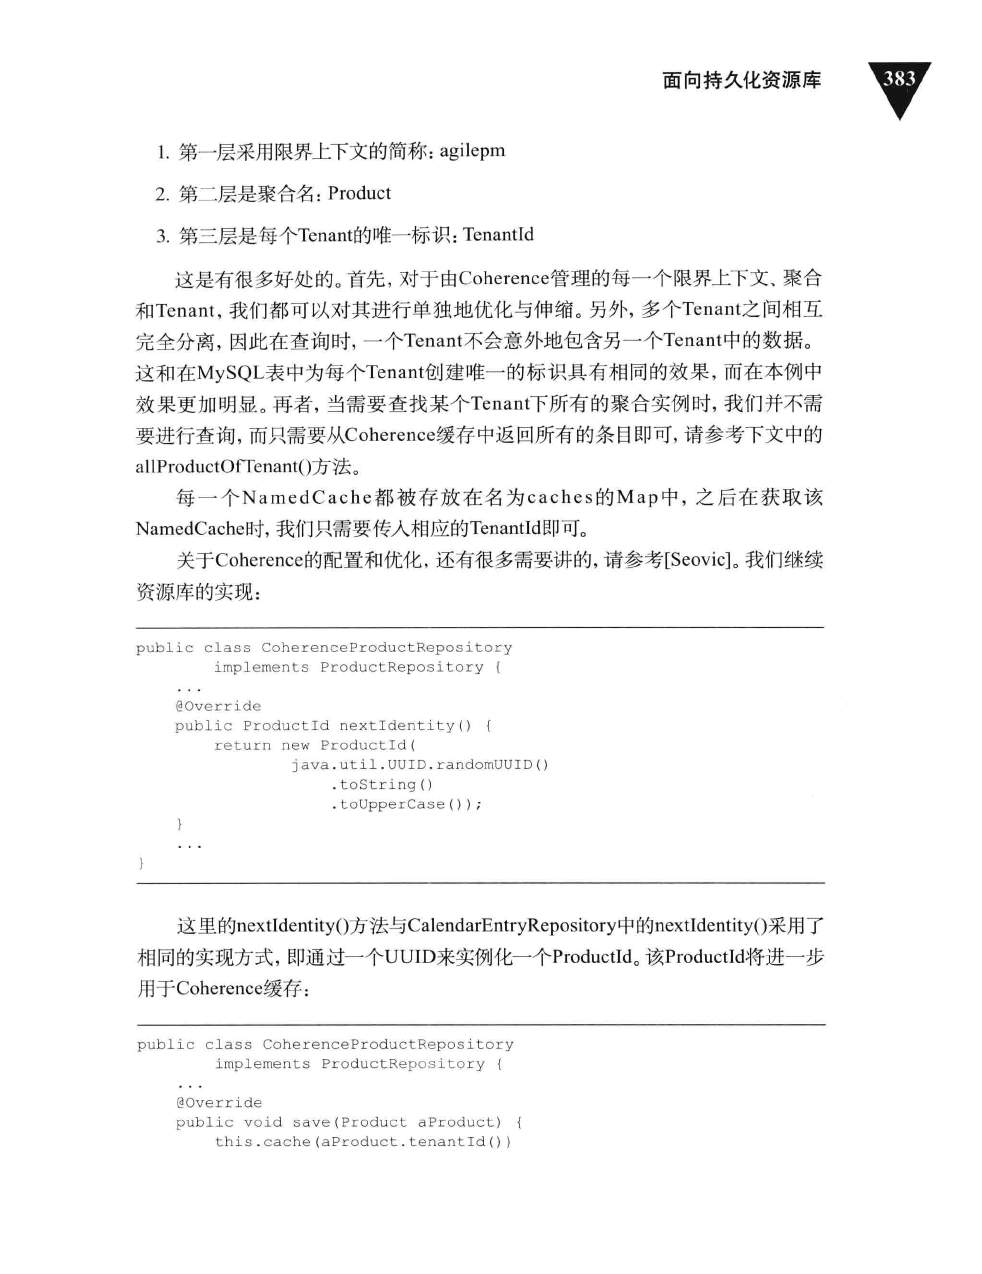 面向持久化资源库
383
1. 第一层采用限界上下文的简称：agilepm
2. 第二层是聚合名：Product
3. 第三层是每个Tenant的唯一标识：TenantId
这是有很多好处的。首先，对于由Coherence管理的每一个限界上下文、聚合
和Tenant，我们都可以对其进行单独地优化与伸缩。另外，多个Tenant之间相互
完全分离，因此在查询时，一个Tenant不会意外地包含另一个Tenant中的数据。
这和在MySQL表中为每个Tenant创建唯一的标识具有相同的效果，而在本例中
效果更加明显。再者，当需要查找某个Tenant下所有的聚合实例时，我们并不需
要进行查询，而只需要从Coherence缓存中返回所有的条目即可，请参考下文中的
allProductOfTenant()方法。
每一个NamedCache都被存放在名为caches的Map中，之后在获取该
NamedCache时，我们只需要传入相应的TenantId即可。
关于Coherence的配置和优化，还有很多需要讲的，请参考[Seovic]。我们继续
资源库的实现：
public class CoherenceProductRepository
        implements ProductRepository {
    ...
    @Override
    public ProductId nextIdentity() {
        return new ProductId(
                java.util.UUID.randomUUID()
                    .toString()
                    .toUpperCase());
    }
    ...
}
这里的nextIdentity()方法与CalendarEntryRepository中的nextIdentity()采用了
相同的实现方式，即通过一个UUID来实例化一个ProductId。该ProductId将进一步
用于Coherence缓存：
public class CoherenceProductRepository
        implements ProductRepository {
    ...
    @Override
    public void save(Product aProduct) {
        this.cache(aProduct.tenantId())